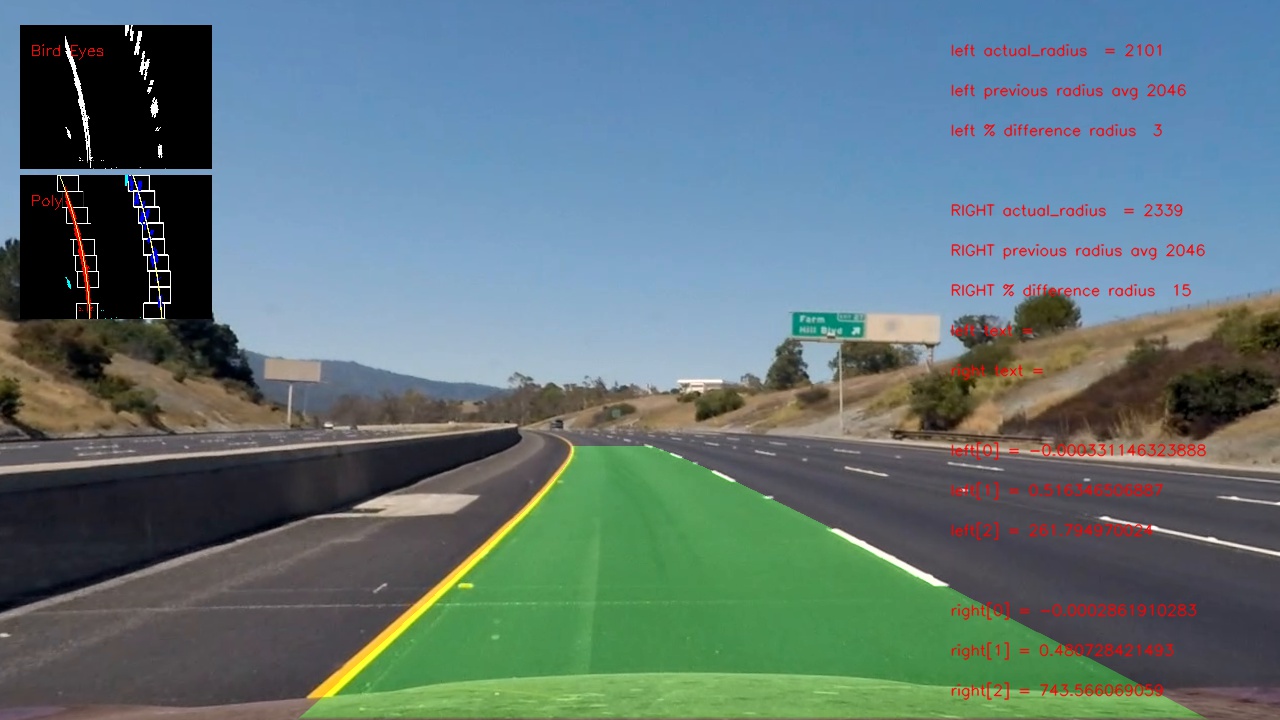 Bird Eyes
Poly
left actual_radius = 2101
left previous radius avg 2046
left % difference radius 3
RIGHT actual_radius = 2339
RIGHT previous radius avg 2046
RIGHT % difference radius 15
Farm
Hill Blvd
left text =
right text =
left[0] = -0.000331146323888
left[1] = 0.516346506887
left[2] = 261.794970024
right[0] = -0.0002861910283
right[1] = 0.480728421493
right[2] = 743.566069059